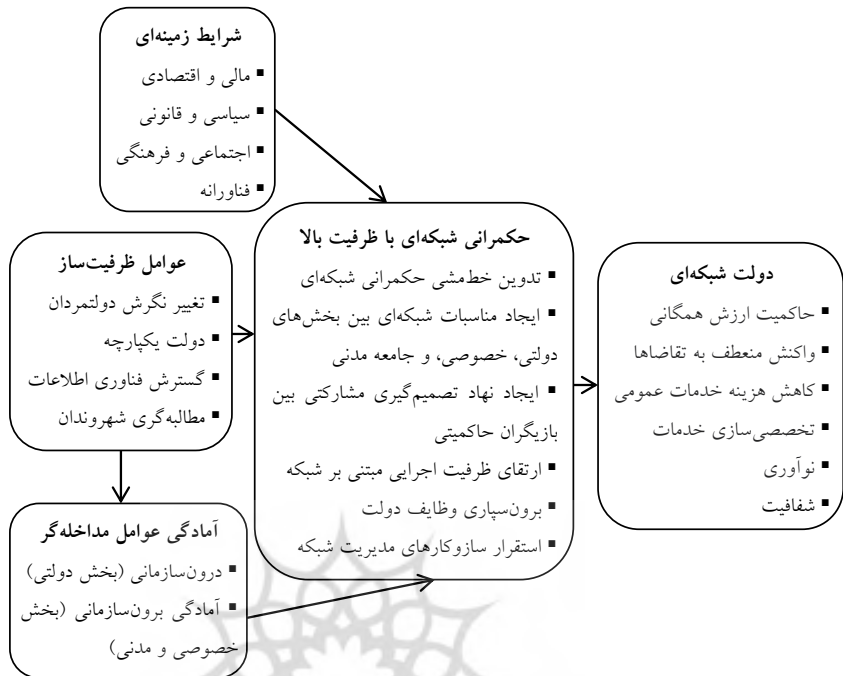 شرایط زمینه‌ای
▪ مالی و اقتصادی
▪ سیاسی و قانونی
▪ اجتماعی و فرهنگی
▪ فناورانه
عوامل ظرفیت‌ساز
▪ تغییر نگرش دولتمردان
▪ دولت یکپارچه
▪ گسترش فناوری اطلاعات
▪ مطالبه‌گری شهروندان
آمادگی عوامل مداخله‌گر
▪ درون‌سازمانی (بخش دولتی)
▪ آمادگی برون‌سازمانی (بخش
خصوصی و مدنی)
حکمرانی شبکه‌ای با ظرفیت بالا
▪ تدوین خط‌مشی حکمرانی شبکه‌ای
▪ ایجاد مناسبات شبکه‌ای بین بخش‌های
دولتی، خصوصی، و جامعه مدنی
▪ ایجاد نهاد تصمیم‌گیری مشارکتی بین
بازیگران حاکمیتی
▪ ارتقای ظرفیت اجرایی مبتنی بر شبکه
▪ برون‌سپاری وظایف دولت
▪ استقرار سازوکارهای مدیریت شبکه
دولت شبکه‌ای
▪ حاکمیت ارزش همگانی
▪ واکنش منعطف به تقاضاها
▪ کاهش هزینه خدمات عمومی
▪ تخصصی‌سازی خدمات
▪ نوآوری
▪ شفافیت